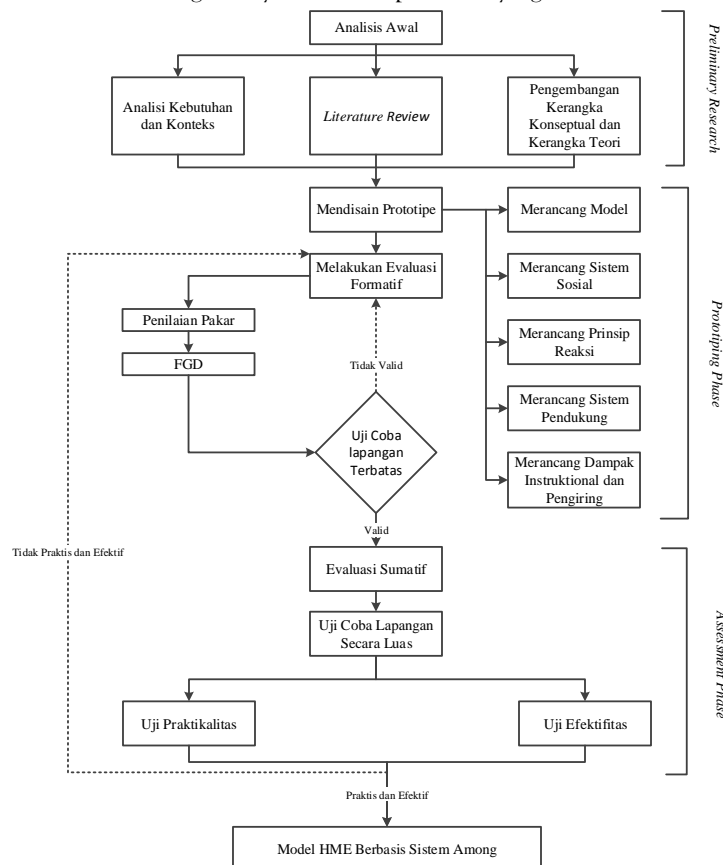 Analisis Awal
Preliminary Research
Analisi Kebutuhan
dan Konteks
Literature Review
Pengembangan
Kerangka
Konseptual dan
Kerangka Teori
Mendisain Prototipe
Merancang Model
Melakukan Evaluasi
Formatif
Merancang Sistem
Sosial
Penilaian Pakar
FGD
Tidak Valid
Merancang Prinsip
Reaksi
Prototiping Phase
Uji Coba
lapangan
Terbatas
Merancang Sistem
Pendukung
Merancang Dampak
Instruktional dan
Pengiring
Valid
Tidak Praktis dan Efektif
Evaluasi Sumatif
Uji Coba Lapangan
Secara Luas
Assessment Phase
Uji Praktikalitas
Uji Efektifitas
Praktis dan Efektif
Model HME Berbasis Sistem Among